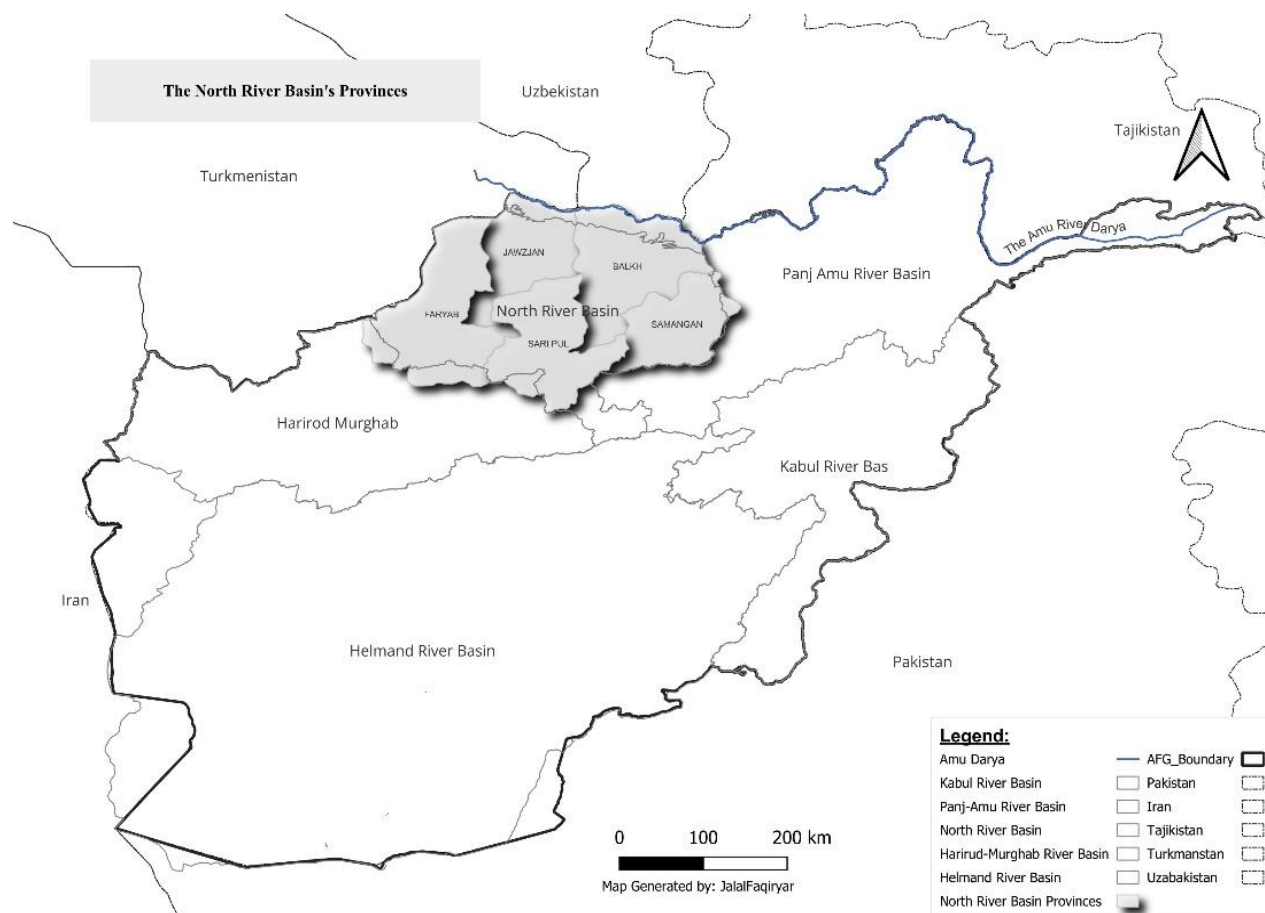 The North River Basin's Provinces
Uzbekistan
Tajikistan
Turkmenistan
The Amu River Darya
JAWZJAN
BALKH
Panj Amu River Basin
FARYAB
North River Basin
SAMANGAN
SARI PUL
Harirod Murghab
Kabul River Bas
Iran
Helmand River Basin
Pakistan
Legend:
Amu Darya AFG_Boundary
Kabul River Basin Pakistan
Panj-Amu River Basin Iran
North River Basin Tajikistan
Harirud-Murghab River Basin Turkmanstan
Helmand River Basin Uzabakistan
North River Basin Provinces
0 100 200 km
Map Generated by: JalalFaqiryar